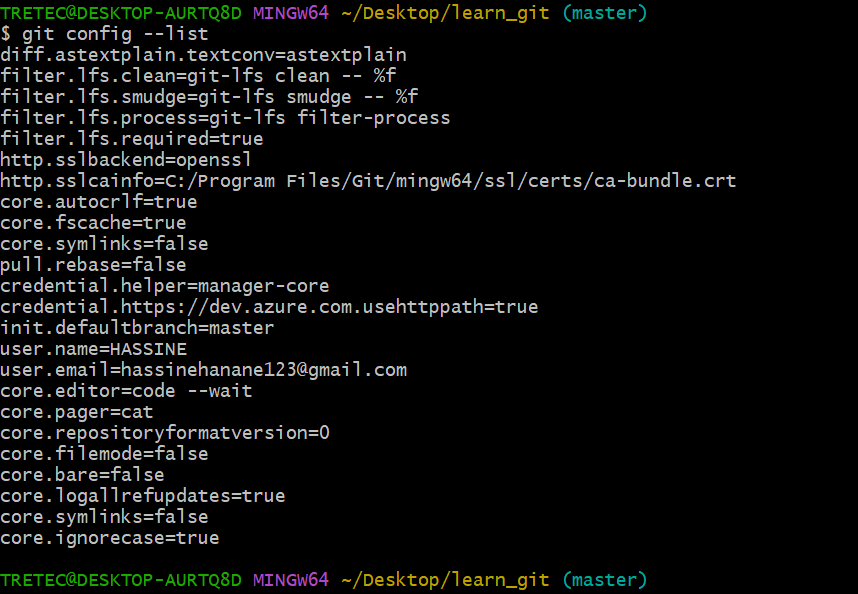 TRETEC@DESKTOP-AURTQ8D MINGW64 ~/Desktop/learn_git (master)
$ git config --list
diff.astextplain.textconv=astextplain
filter.lfs.clean=git-lfs clean -- %f
filter.lfs.smudge=git-lfs smudge -- %f
filter.lfs.process=git-lfs filter-process
filter.lfs.required=true
http.sslbackend=openssl
http.sslcainfo=C:/Program Files/Git/mingw64/ssl/certs/ca-bundle.crt
core.autocrlf=true
core.fscache=true
core.symlinks=false
pull.rebase=false
credential.helper=manager-core
credential.https://dev.azure.com.usehttppath=true
init.defaultbranch=master
user.name=HASSINE
user.email=hassinehanane123@gmail.com
core.editor=code --wait
core.pager=cat
core.repositoryformatversion=0
core.filemode=false
core.bare=false
core.logallrefupdates=true
core.symlinks=false
core.ignorecase=true
TRETEC@DESKTOP-AURTQ8D MINGW64 ~/Desktop/learn_git (master)